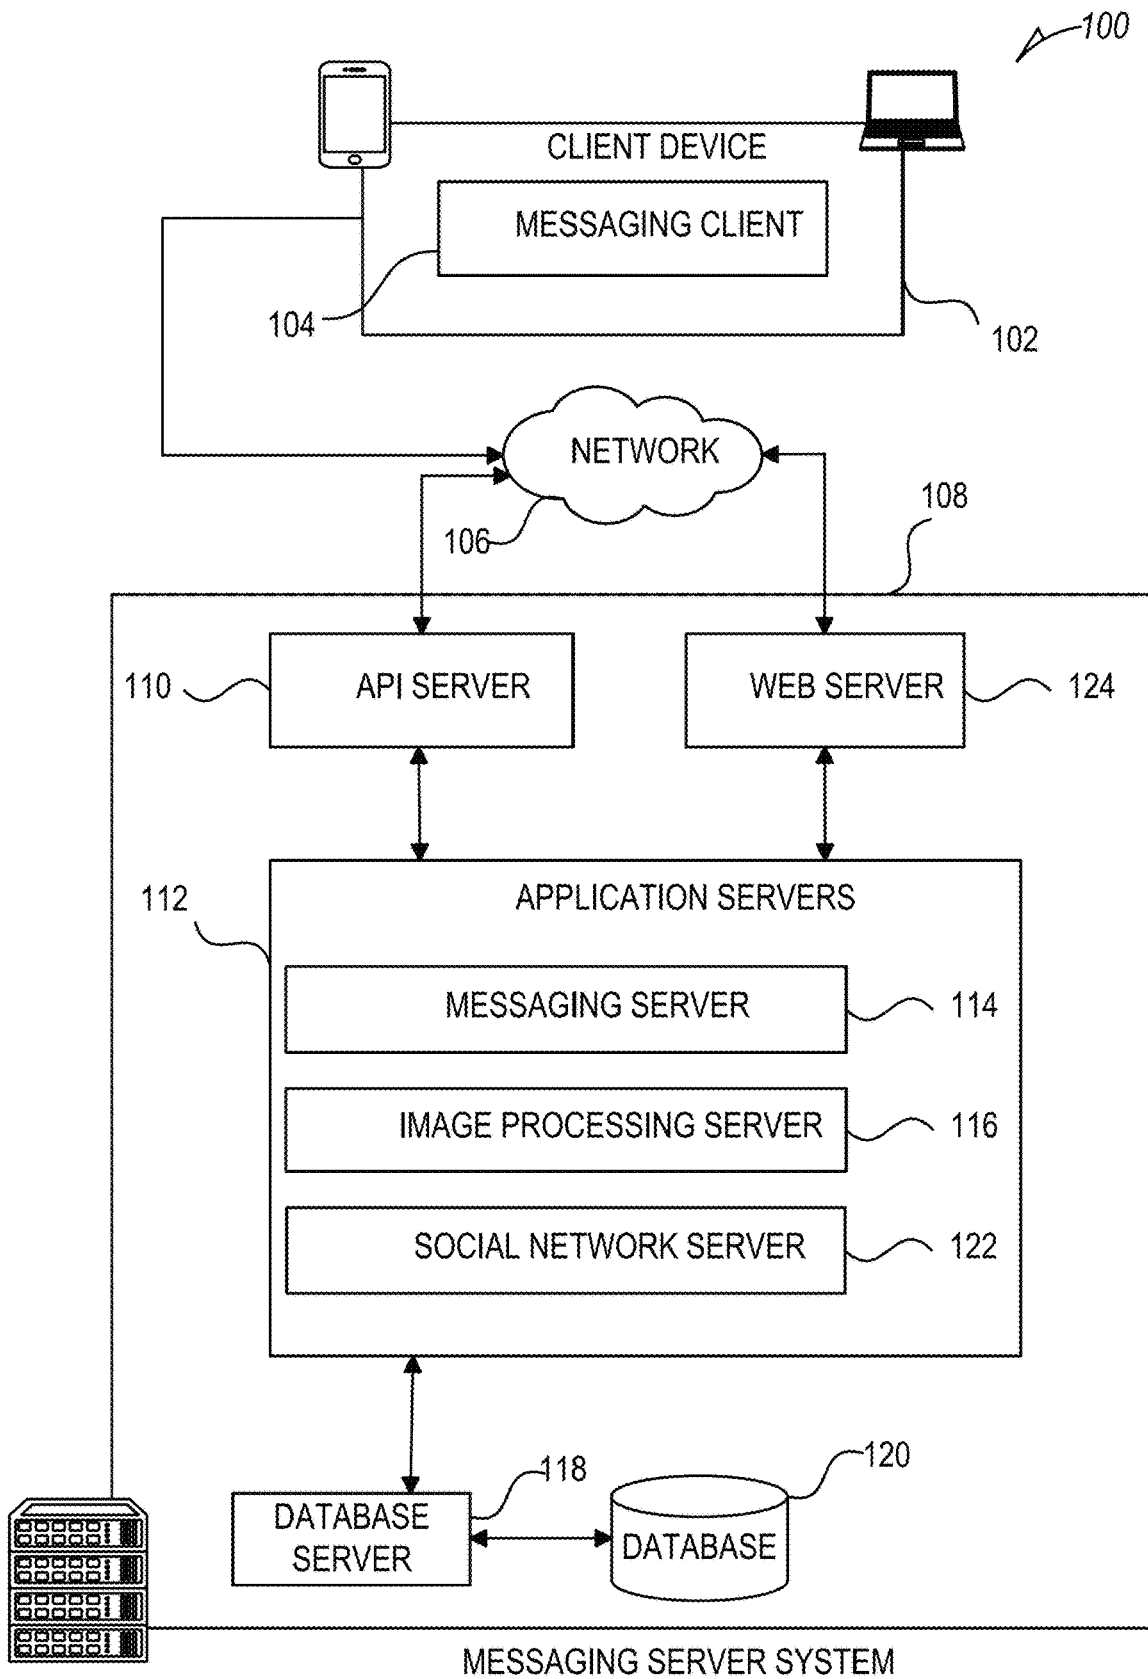 100
CLIENT DEVICE
MESSAGING CLIENT
104
102
NETWORK
106
108
110
API SERVER
WEB SERVER
124
112
APPLICATION SERVERS
MESSAGING SERVER
114
IMAGE PROCESSING SERVER
116
SOCIAL NETWORK SERVER
122
118
120
DATABASE
SERVER
DATABASE
MESSAGING SERVER SYSTEM